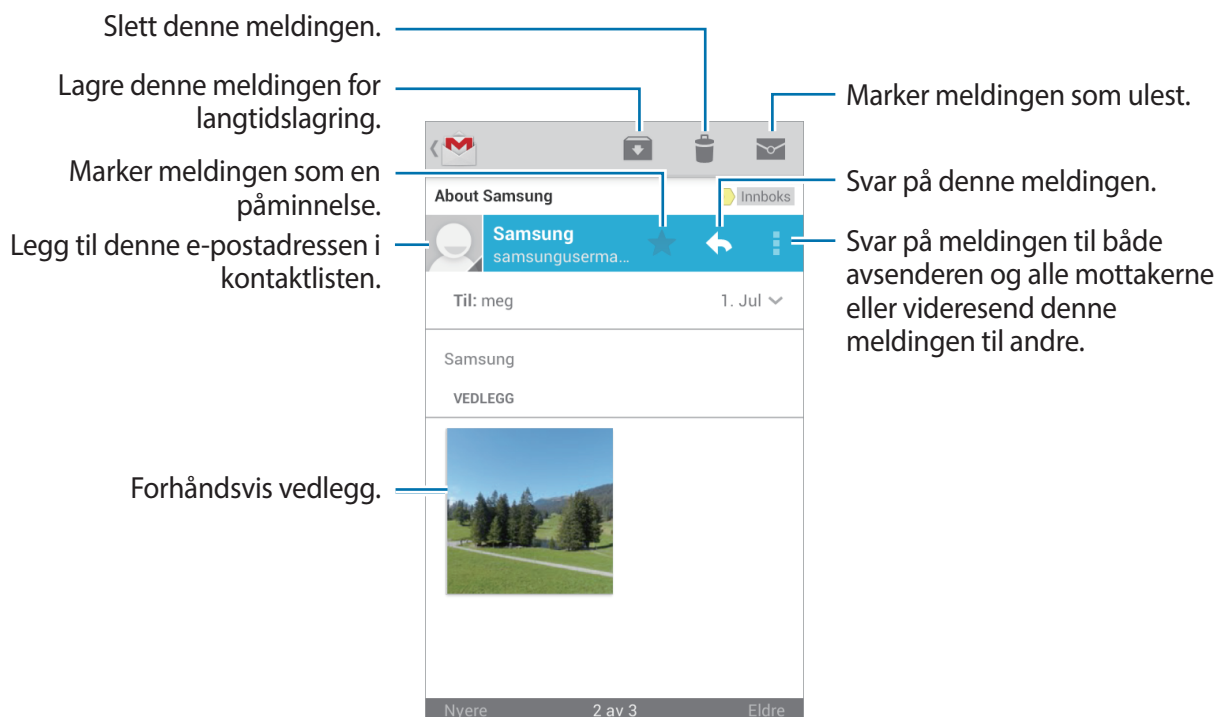 Slett denne meldingen.
Lagre denne meldingen for
langtidslagring.
Marker meldingen som en
påminnelse.
Legg til denne e-postadressen i
kontaktlisten.
Forhåndsvis vedlegg.
Marker meldingen som ulest.
Svar på denne meldingen.
Svar på meldingen til både
avsenderen og alle mottakerne
eller videresend denne
meldingen til andre.
About Samsung Innboks
Samsung
samsunguserma...
Til: meg 1. Jul
Samsung
VEDLEGG
Nyere 2 av 3 Eldre